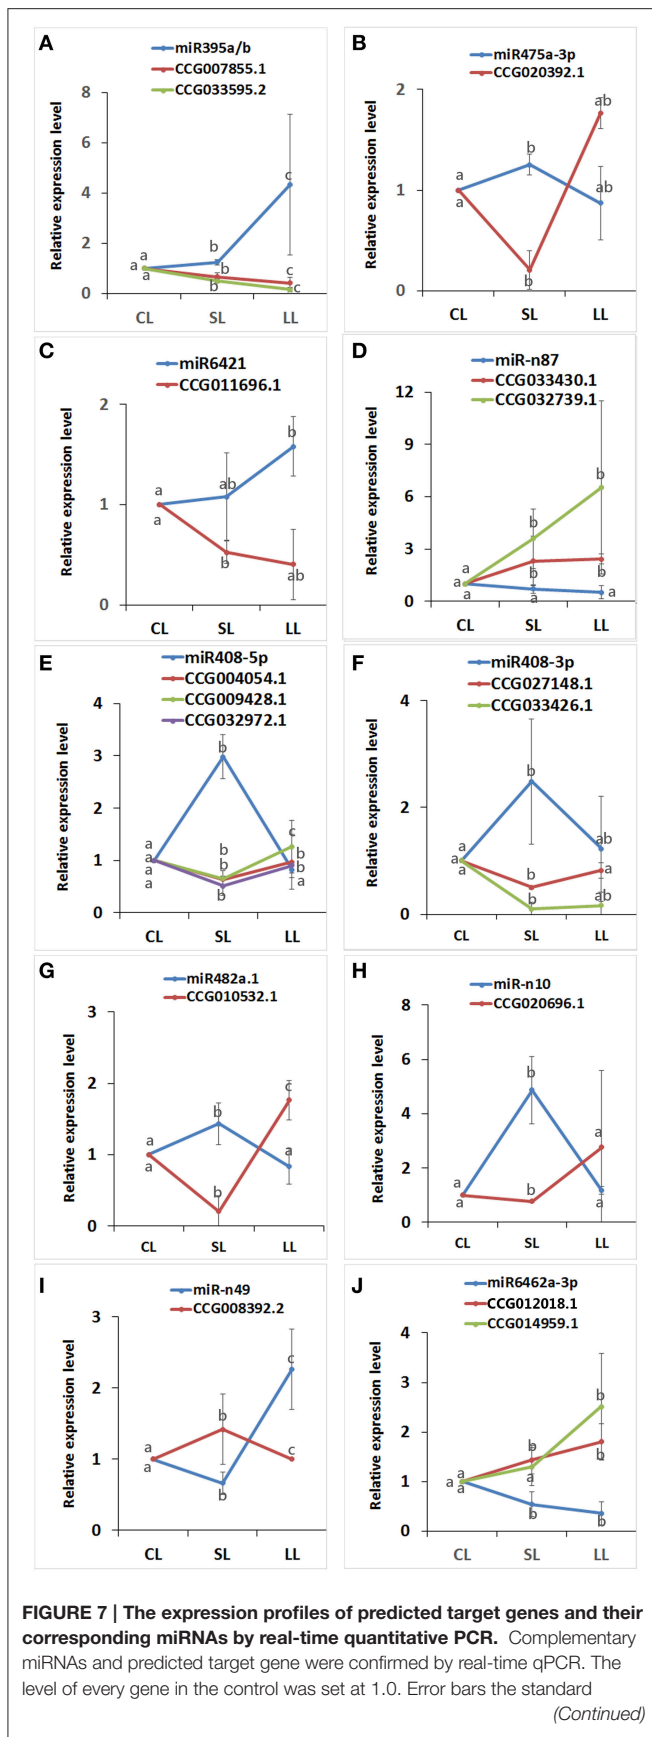 A
miR395a/b
CCG007855.1
CCG033595.2
Relative expression level
8
6
4
2
0
a
a
a
b
b
b
c
c
c
CL SL LL
B
miR475a-3p
CCG020392.1
Relative expression level
2
1
0
a
a
b
b
ab
ab
CL SL LL
C
miR6421
CCG011696.1
Relative expression level
2
1
0
a
a
ab
b
b
ab
CL SL LL
D
miR-n87
CCG033430.1
CCG032739.1
Relative expression level
12
9
6
3
0
a
a
a
b
b
a
b
b
a
CL SL LL
E
miR408-5p
CCG004054.1
CCG009428.1
CCG032972.1
Relative expression level
4
3
2
1
0
a
a
a
a
b
b
b
b
c
b
b
a
CL SL LL
F
miR408-3p
CCG027148.1
CCG033426.1
Relative expression level
4
2
0
a
a
a
b
b
b
ab
a
ab
CL SL LL
G
miR482a.1
CCG010532.1
Relative expression level
3
2
1
0
a
a
b
b
c
a
CL SL LL
H
miR-n10
CCG020696.1
Relative expression level
8
6
4
2
0
a
a
b
b
a
a
CL SL LL
I
miR-n49
CCG008392.2
Relative expression level
3
2
1
0
a
a
b
b
c
c
CL SL LL
J
miR6462a-3p
CCG012018.1
CCG014959.1
Relative expression level
4
3
2
1
0
a
a
a
b
a
b
b
b
b
CL SL LL
FIGURE 7 | The expression profiles of predicted target genes and their
corresponding miRNAs by real-time quantitative PCR. Complementary
miRNAs and predicted target gene were confirmed by real-time qPCR. The
level of every gene in the control was set at 1.0. Error bars the standard
(Continued)